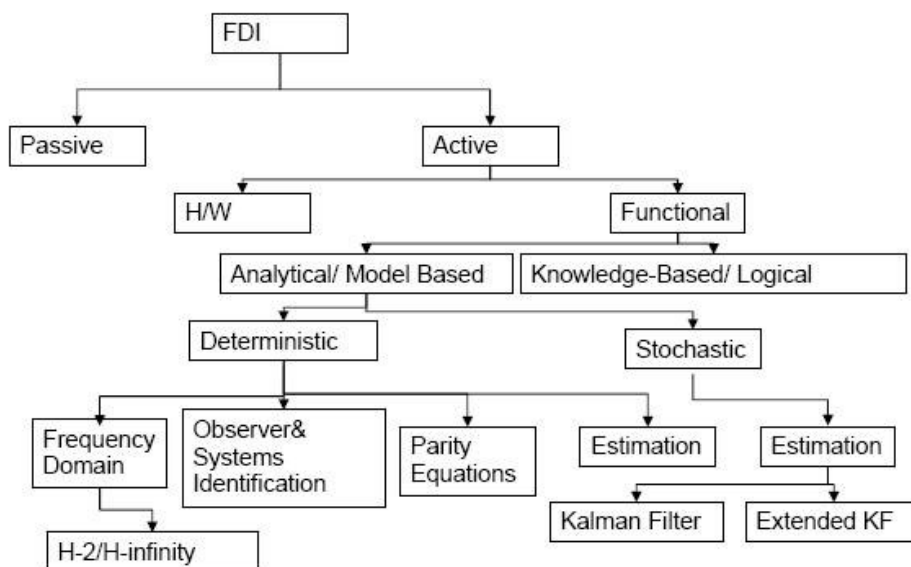 FDI
Passive
Active
H/W
Functional
Analytical/ Model Based
Knowledge-Based/ Logical
Deterministic
Stochastic
Frequency
Domain
Observer&
Systems
Identification
Parity
Equations
Estimation
Estimation
H-2/H-infinity
Kalman Filter
Extended KF